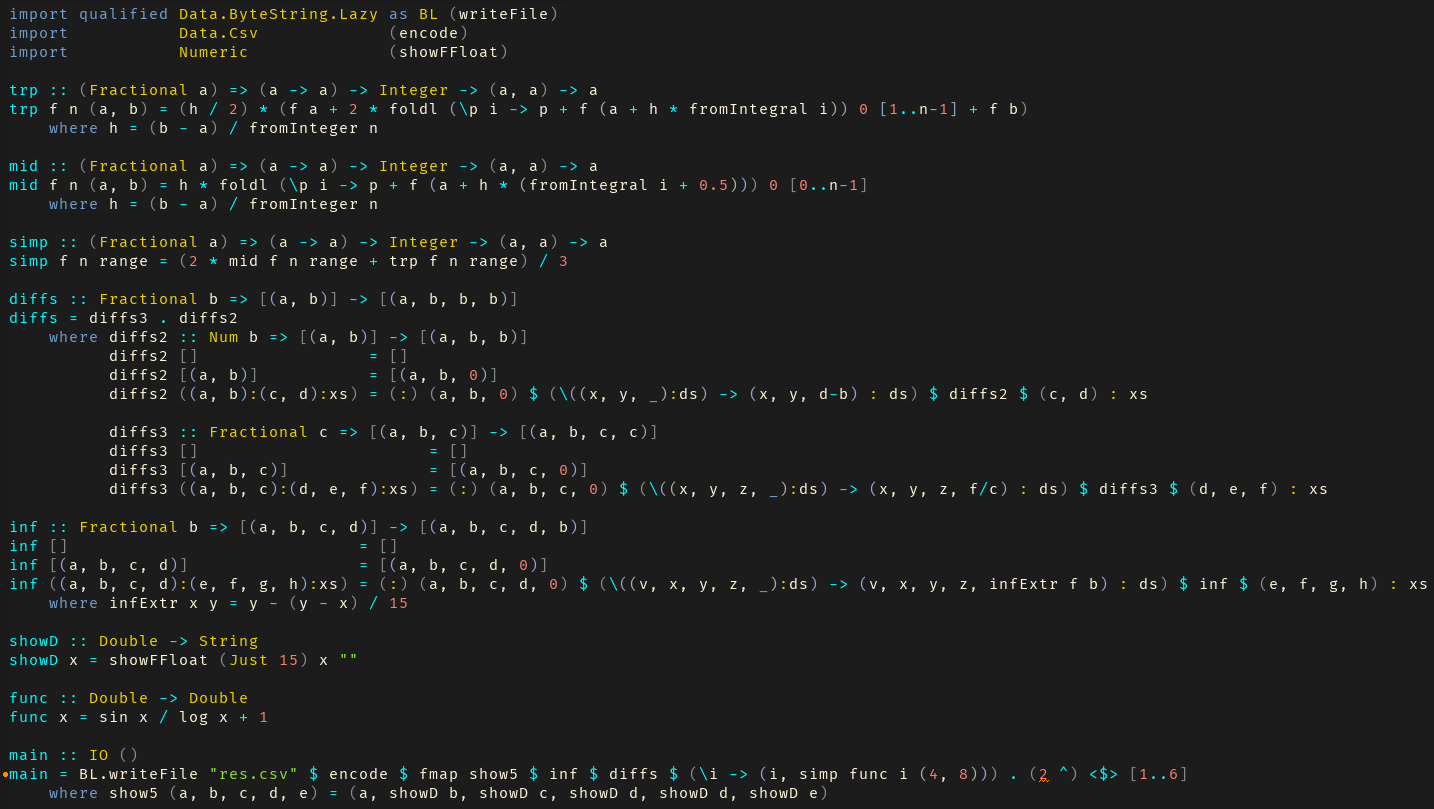 import qualified Data.ByteString.Lazy as BL (writeFile)
import           Data.Csv             (encode)
import           Numeric              (showFFloat)

trp :: (Fractional a) => (a -> a) -> Integer -> (a, a) -> a
trp f n (a, b) = (h / 2) * (f a + 2 * foldl (\p i -> p + f (a + h * fromIntegral i)) 0 [1..n-1] + f b)
    where h = (b - a) / fromInteger n

mid :: (Fractional a) => (a -> a) -> Integer -> (a, a) -> a
mid f n (a, b) = h * foldl (\p i -> p + f (a + h * (fromIntegral i + 0.5))) 0 [0..n-1]
    where h = (b - a) / fromInteger n

simp :: (Fractional a) => (a -> a) -> Integer -> (a, a) -> a
simp f n range = (2 * mid f n range + trp f n range) / 3

diffs :: Fractional b => [(a, b)] -> [(a, b, b, b)]
diffs = diffs3 . diffs2
    where diffs2 :: Num b => [(a, b)] -> [(a, b, b)]
          diffs2 []                 = []
          diffs2 [(a, b)]           = [(a, b, 0)]
          diffs2 ((a, b):(c, d):xs) = (:) (a, b, 0) $ (\((x, y, _):ds) -> (x, y, d-b) : ds) $ diffs2 $ (c, d) : xs

          diffs3 :: Fractional c => [(a, b, c)] -> [(a, b, c, c)]
          diffs3 []                       = []
          diffs3 [(a, b, c)]              = [(a, b, c, 0)]
          diffs3 ((a, b, c):(d, e, f):xs) = (:) (a, b, c, 0) $ (\((x, y, z, _):ds) -> (x, y, z, f/c) : ds) $ diffs3 $ (d, e, f) : xs

inf :: Fractional b => [(a, b, c, d)] -> [(a, b, c, d, b)]
inf []                             = []
inf [(a, b, c, d)]                 = [(a, b, c, d, 0)]
inf ((a, b, c, d):(e, f, g, h):xs) = (:) (a, b, c, d, 0) $ (\((v, x, y, z, _):ds) -> (v, x, y, z, infExtr f b) : ds) $ inf $ (e, f, g, h) : xs
    where infExtr x y = y - (y - x) / 15

showD :: Double -> String
showD x = showFFloat (Just 15) x ""

func :: Double -> Double
func x = sin x / log x + 1

main :: IO ()
main = BL.writeFile "res.csv" $ encode $ fmap show5 $ inf $ diffs $ (\i -> (i, simp func i (4, 8))) . (2 ^) <$> [1..6]
    where show5 (a, b, c, d, e) = (a, showD b, showD c, showD d, showD d, showD e)